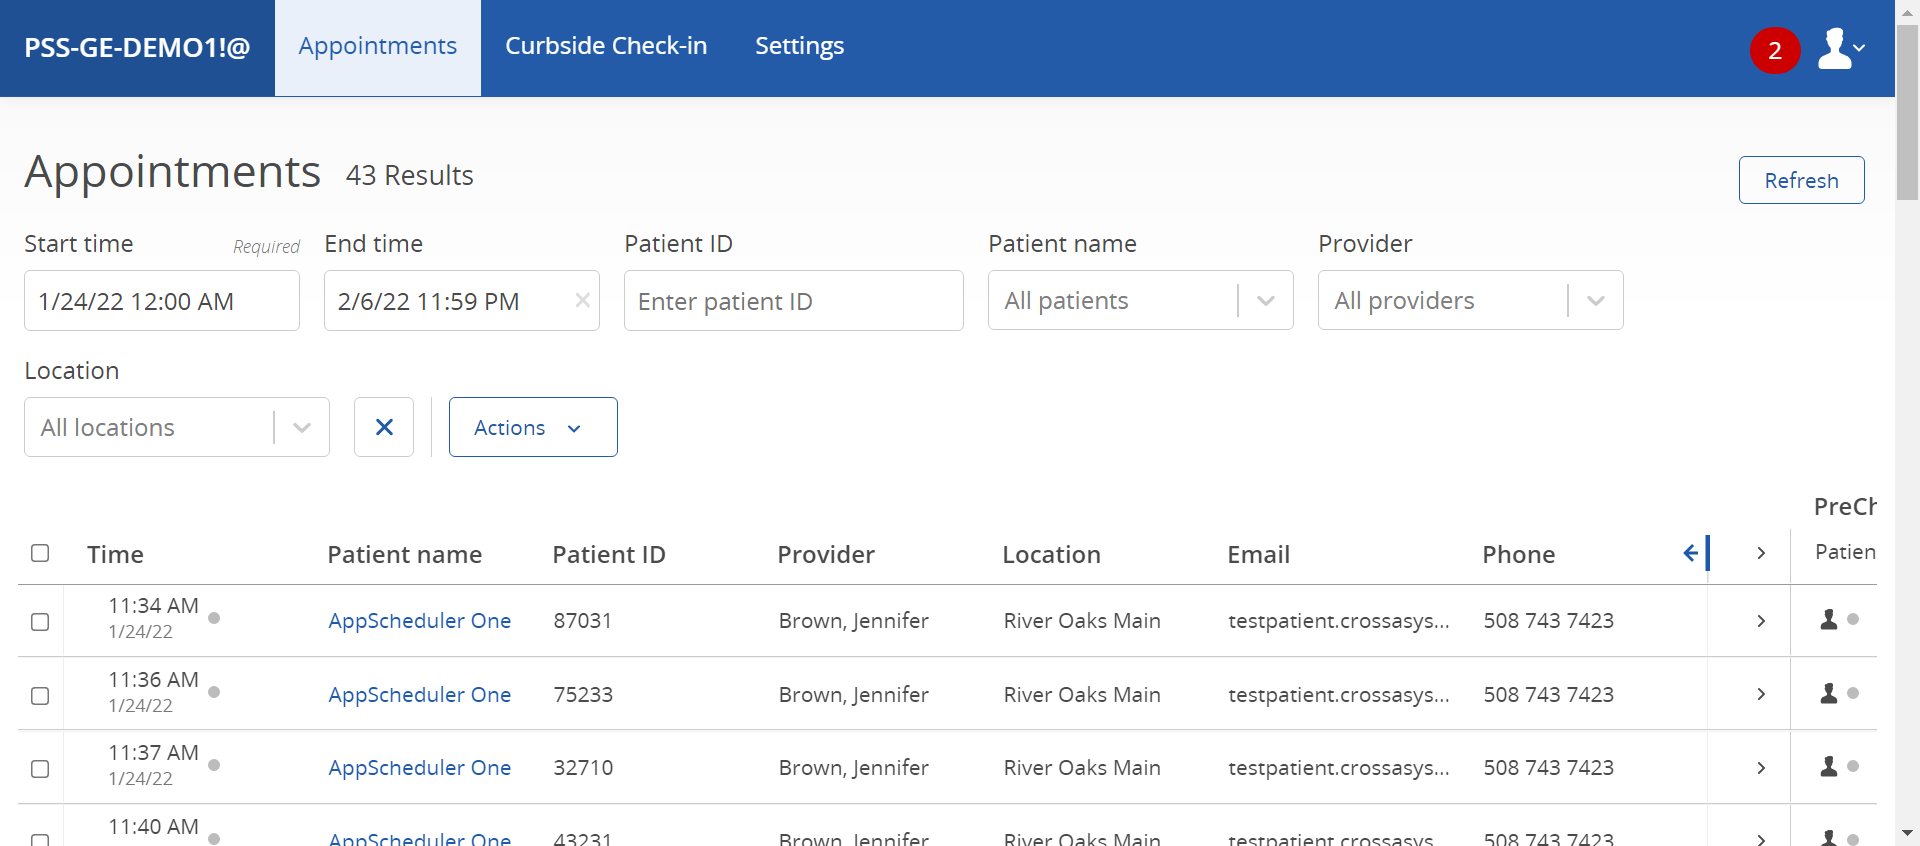 PSS-GE-DEMO1!@ Appointments Curbside Check-in Settings 2
Appointments 43 Results Refresh
Start time Required End time Patient ID Patient name Provider
1/24/22 12:00 AM 2/6/22 11:59 PM Enter patient ID All patients All providers
Location
All locations Actions
PreCh
Time Patient name Patient ID Provider Location Email Phone Patien
11:34 AM
1/24/22 AppScheduler One 87031 Brown, Jennifer River Oaks Main testpatient.crossasys... 508 743 7423
11:36 AM
1/24/22 AppScheduler One 75233 Brown, Jennifer River Oaks Main testpatient.crossasys... 508 743 7423
11:37 AM
1/24/22 AppScheduler One 32710 Brown, Jennifer River Oaks Main testpatient.crossasys... 508 743 7423
11:40 AM
AppScheduler One 43231 Brown, Jennifer River Oaks Main testpatient.crossasys... 508 743 7423